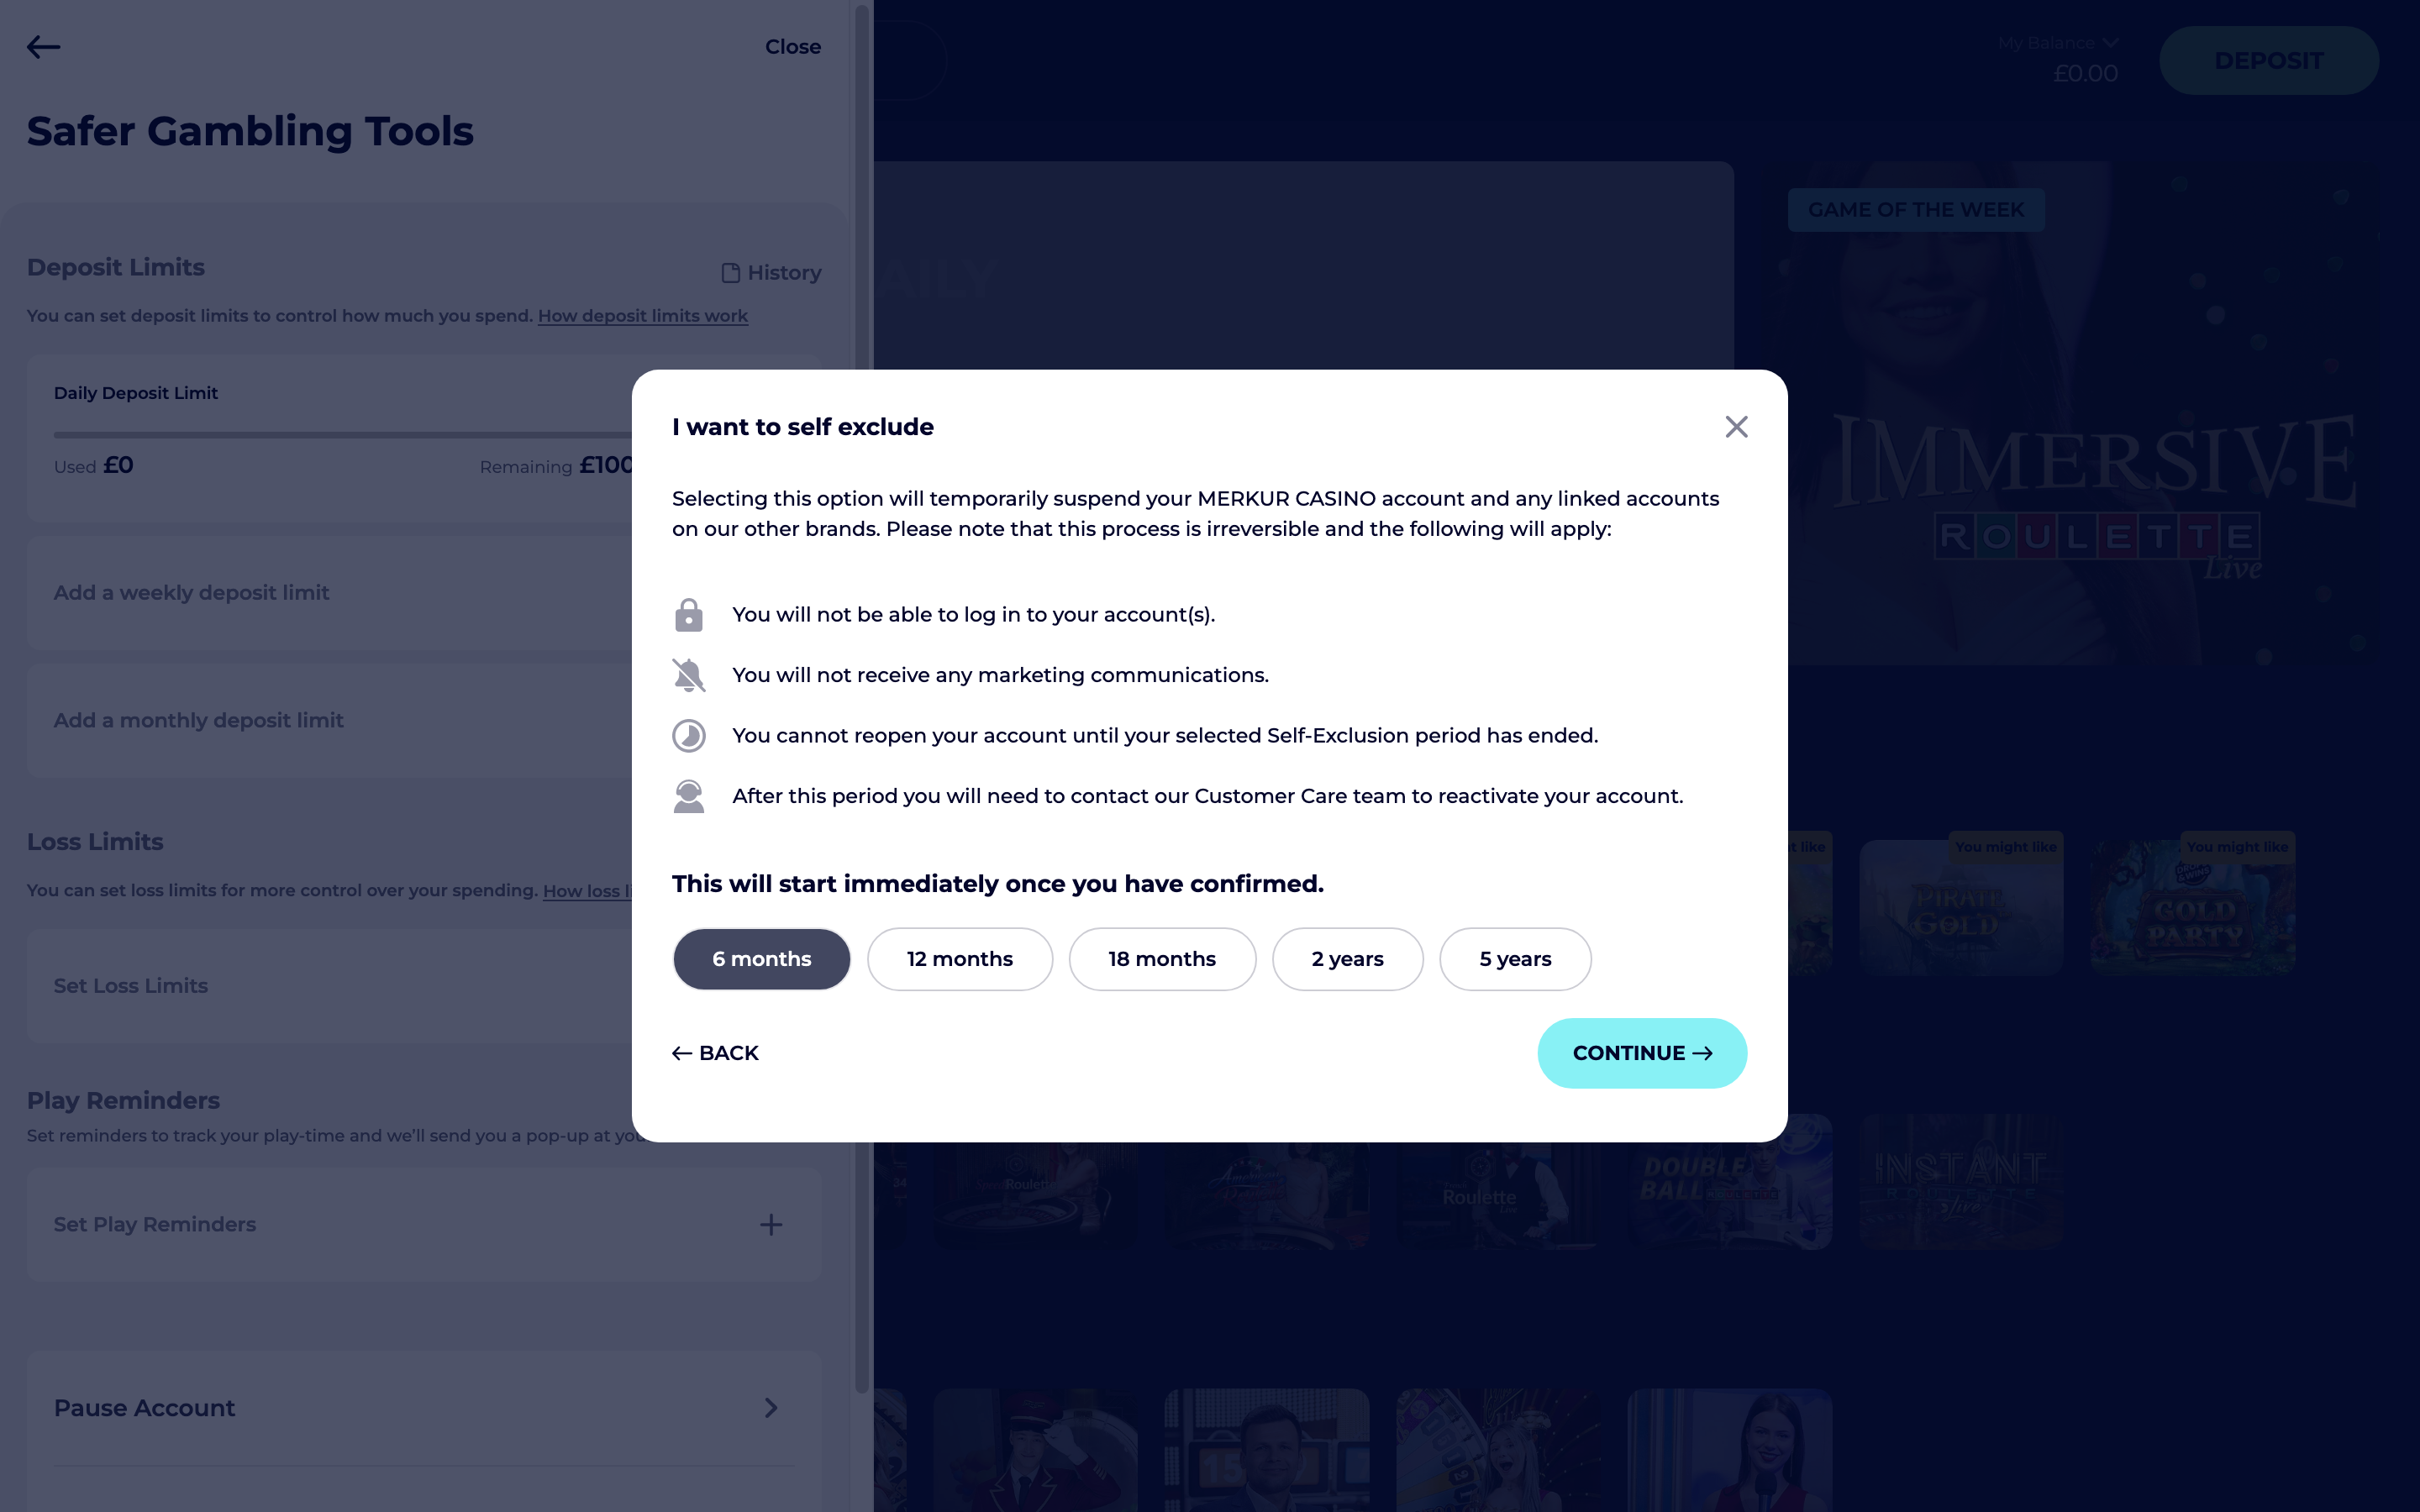 Close
My Balance
£0.00
DEPOSIT
Safer Gambling Tools
Deposit Limits
History
You can set deposit limits to control how much you spend. How deposit limits work
Daily Deposit Limit
Used £0
Remaining £100
Add a weekly deposit limit
Add a monthly deposit limit
Loss Limits
You can set loss limits for more control over your spending. How loss
Set Loss Limits
Play Reminders
Set reminders to track your play-time and we'll send you a pop-up at
Set Play Reminders
Pause Account
I want to self exclude
Selecting this option will temporarily suspend your MERKUR CASINO account and any linked accounts
on our other brands. Please note that this process is irreversible and the following will apply:
You will not be able to log in to your account(s).
You will not receive any marketing communications.
You cannot reopen your account until your selected Self-Exclusion period has ended.
After this period you will need to contact our Customer Care team to reactivate your account.
This will start immediately once you have confirmed.
6 months
12 months
18 months
2 years
5 years
BACK
CONTINUE
GAME OF THE WEEK
IMMERSIVE
ROULETTE
Live
like
You might like
You might like
PIRATE
GOLD
GOLD
PARTY
Roulette
Roulette
Live
DOUBLE
BALL
ROULETTE
INSTANT
ROULETTE